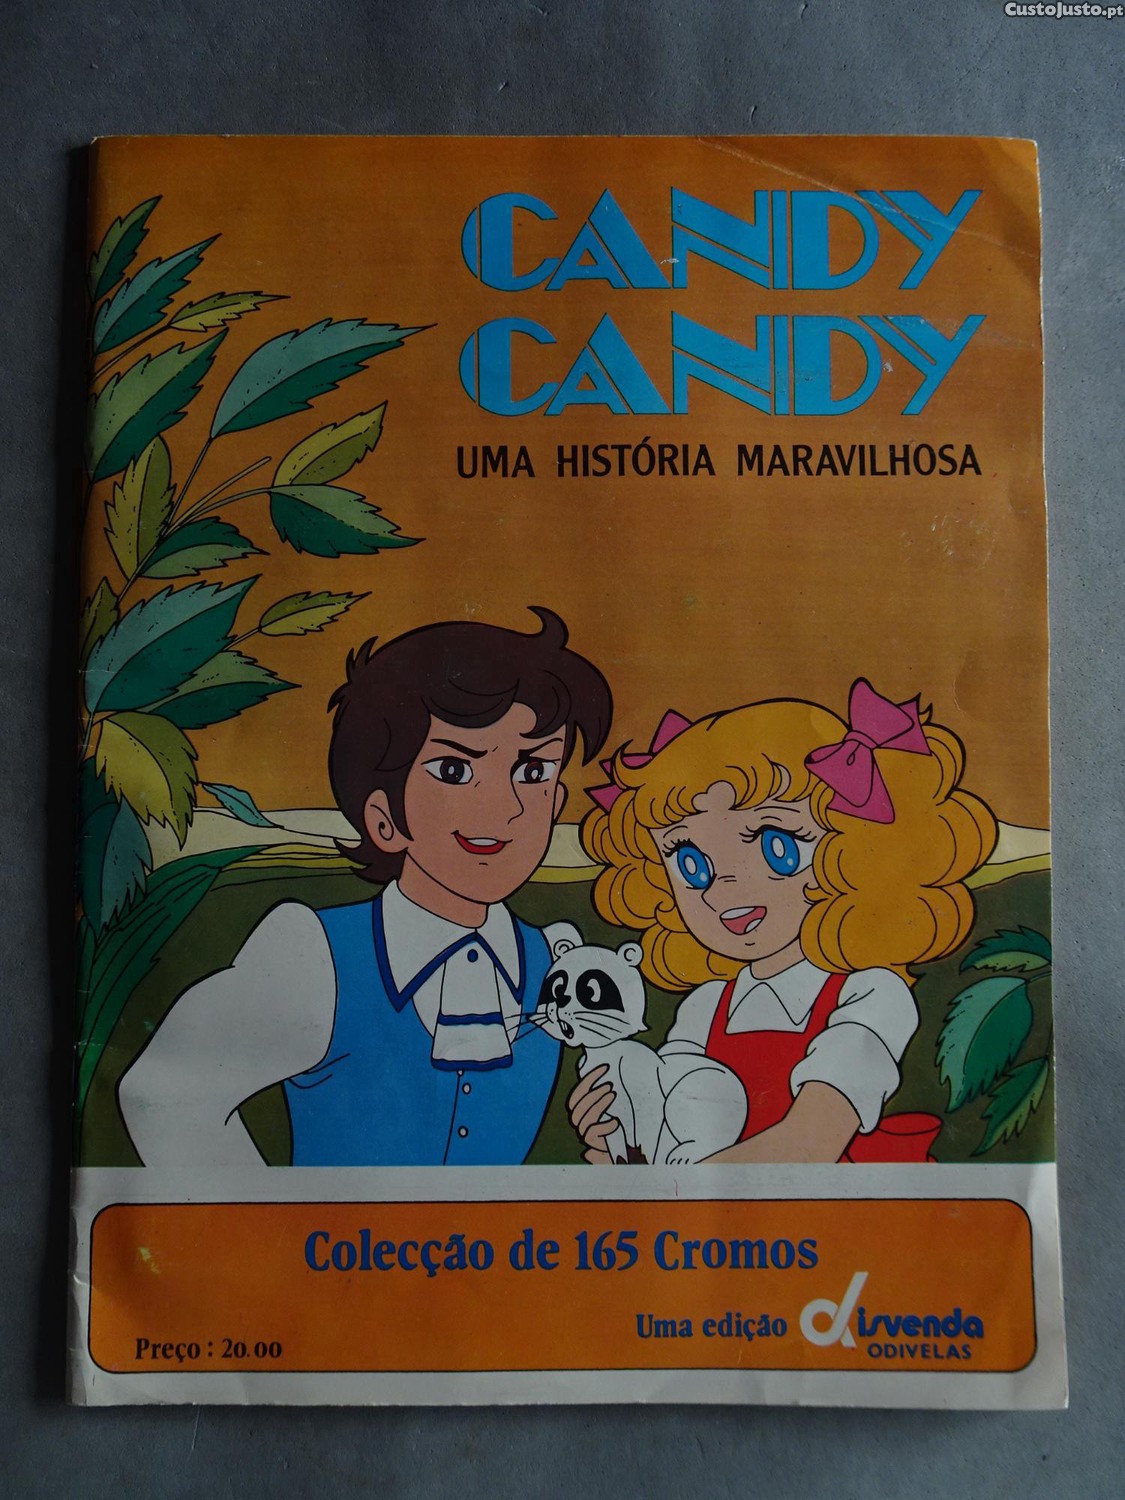 CustoJusto.pt
CANDY
CANDY
UMA HISTÓRIA MARAVILHOSA
Colecção de 165 Cromos
Uma edição disvenda
ODIVELAS
Preço : 20.00